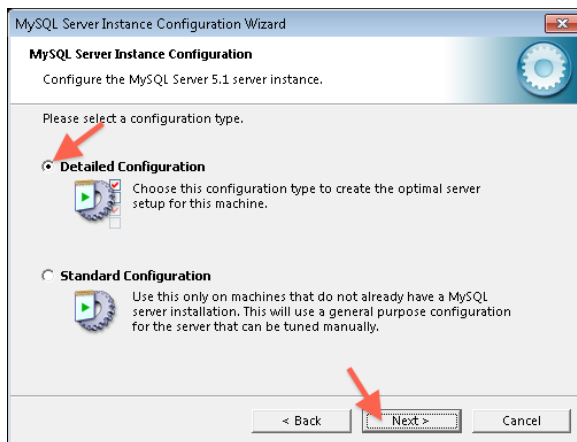 MySQL Server Instance Configuration Wizard
MySQL Server Instance Configuration
Configure the MySQL Server 5.1 server instance.
Please select a configuration type.
Detailed Configuration
Choose this configuration type to create the optimal server
setup for this machine.
Standard Configuration
Use this only on machines that do not already have a MySQL
server installation. This will use a general purpose configuration
for the server that can be tuned manually.
< Back
Next >
Cancel